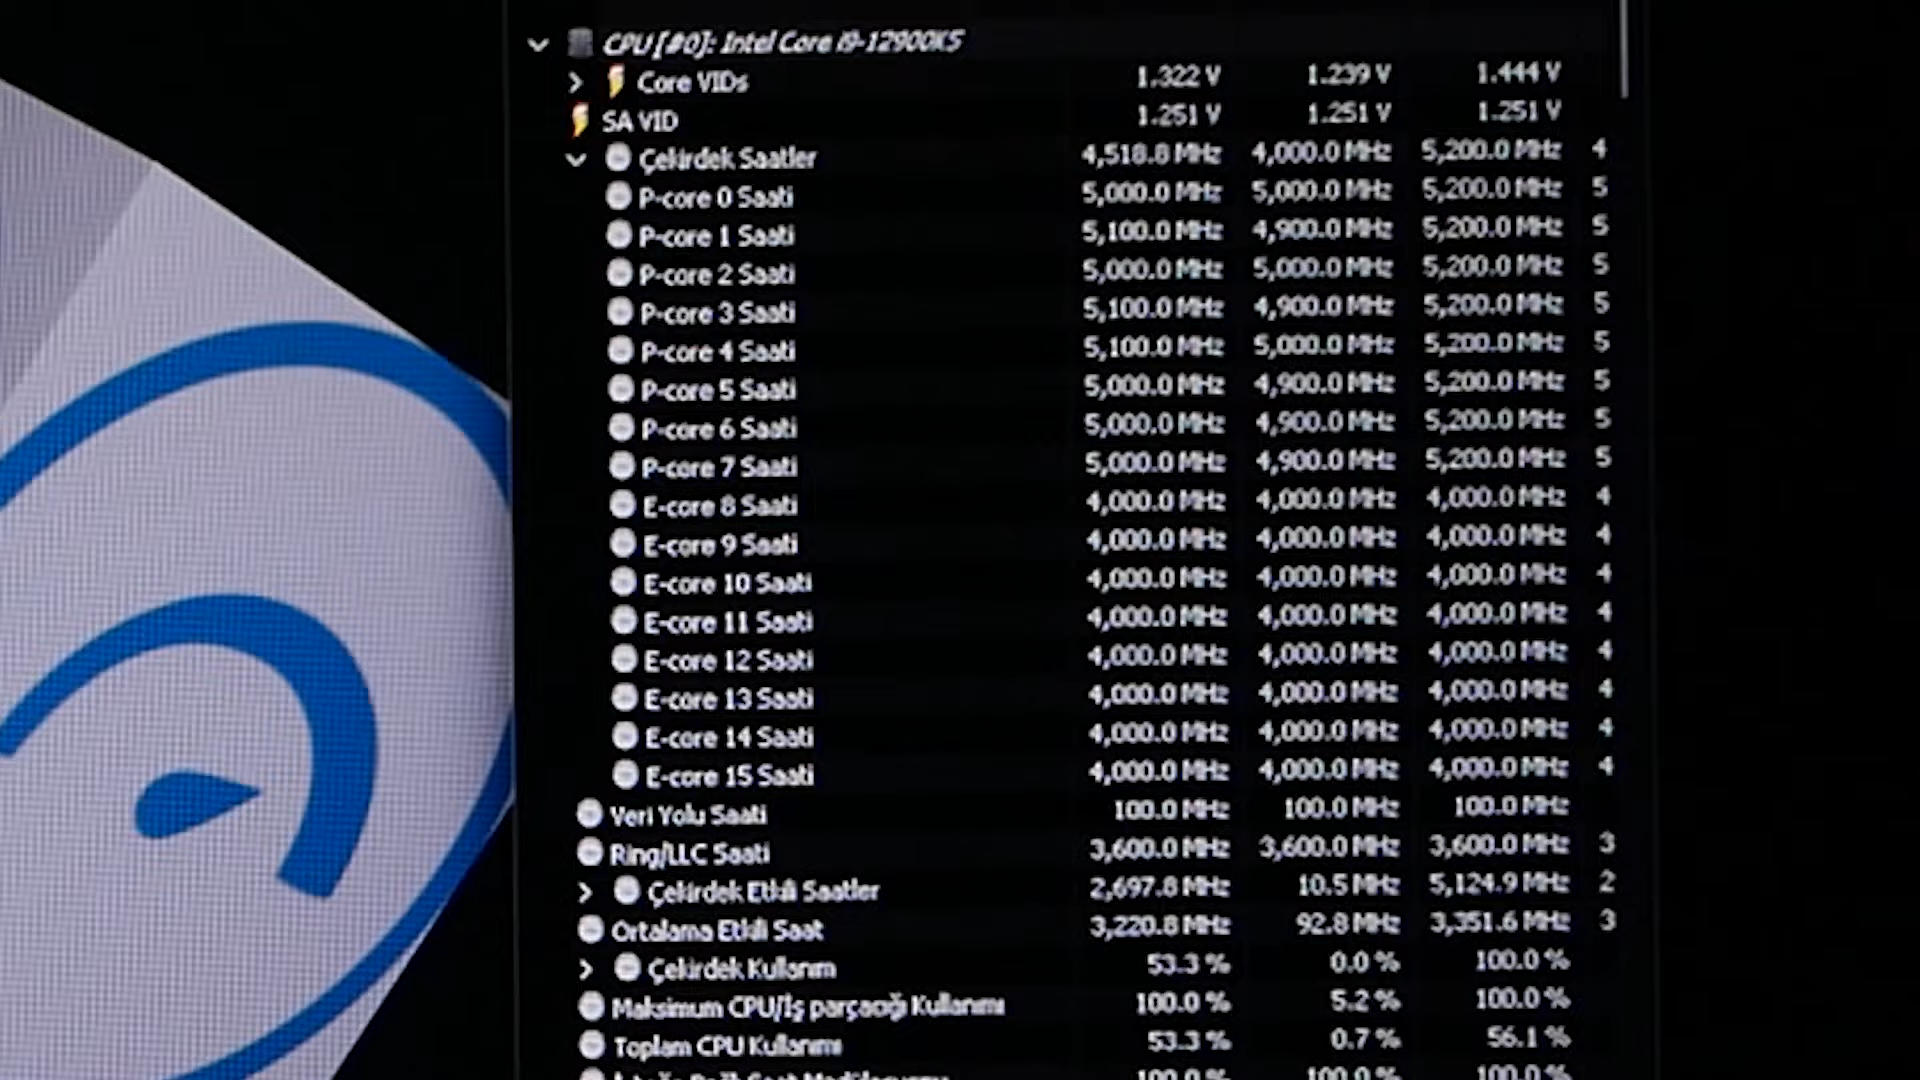 CPU [#0]: Intel Core i9-12900KS
Core VIDs 1.322 V 1.239 V 1.444 V
SA VID 1.251 V 1.251 V 1.251 V
Çekirdek Saatler 4,518.8 MHz 4,000.0 MHz 5,200.0 MHz 4
P-core 0 Saati 5,000.0 MHz 5,000.0 MHz 5,200.0 MHz 5
P-core 1 Saati 5,100.0 MHz 4,900.0 MHz 5,200.0 MHz 5
P-core 2 Saati 5,000.0 MHz 5,000.0 MHz 5,200.0 MHz 5
P-core 3 Saati 5,100.0 MHz 4,900.0 MHz 5,200.0 MHz 5
P-core 4 Saati 5,100.0 MHz 5,000.0 MHz 5,200.0 MHz 5
P-core 5 Saati 5,000.0 MHz 4,900.0 MHz 5,200.0 MHz 5
P-core 6 Saati 5,000.0 MHz 4,900.0 MHz 5,200.0 MHz 5
P-core 7 Saati 5,000.0 MHz 4,900.0 MHz 5,200.0 MHz 5
E-core 8 Saati 4,000.0 MHz 4,000.0 MHz 4,000.0 MHz 4
E-core 9 Saati 4,000.0 MHz 4,000.0 MHz 4,000.0 MHz 4
E-core 10 Saati 4,000.0 MHz 4,000.0 MHz 4,000.0 MHz 4
E-core 11 Saati 4,000.0 MHz 4,000.0 MHz 4,000.0 MHz 4
E-core 12 Saati 4,000.0 MHz 4,000.0 MHz 4,000.0 MHz 4
E-core 13 Saati 4,000.0 MHz 4,000.0 MHz 4,000.0 MHz 4
E-core 14 Saati 4,000.0 MHz 4,000.0 MHz 4,000.0 MHz 4
E-core 15 Saati 4,000.0 MHz 4,000.0 MHz 4,000.0 MHz 4
Veri Yolu Saati 100.0 MHz 100.0 MHz 100.0 MHz
Ring/LLC Saati 3,600.0 MHz 3,600.0 MHz 3,600.0 MHz 3
Çekirdek Etkili Saatler 2,697.8 MHz 10.5 MHz 5,124.9 MHz 2
Ortalama Etkili Saat 3,220.8 MHz 92.8 MHz 3,351.6 MHz 3
Çekirdek Kullanım 53.3 % 0.0 % 100.0 %
Maksimum CPU/İş parçacığı Kullanımı 100.0 % 5.2 % 100.0 %
Toplam CPU Kullanımı 53.3 % 0.7 % 56.1 %
100.0 % 100.0 % 100.0 %